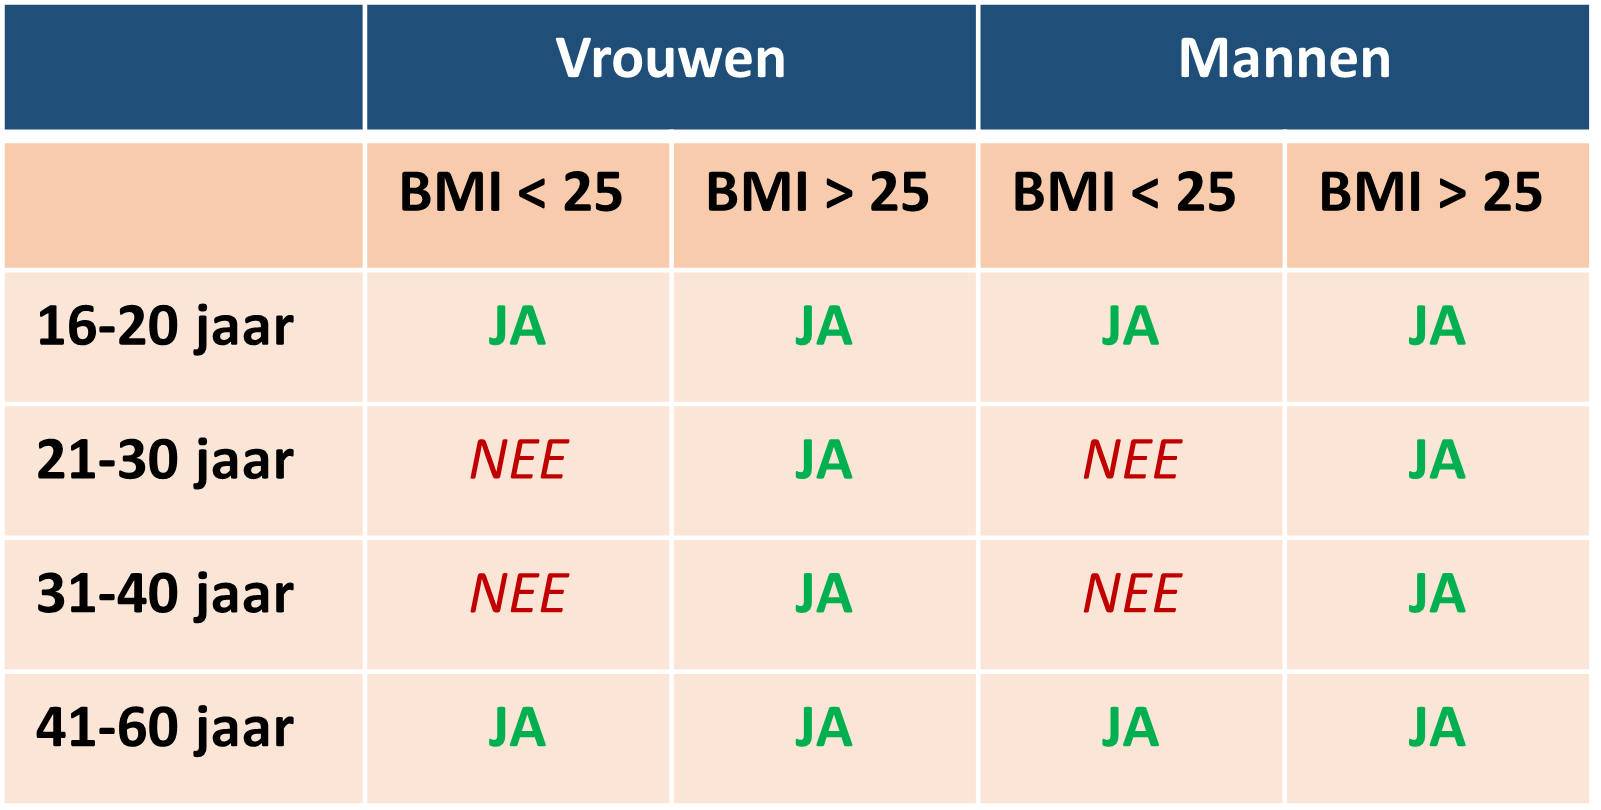 Vrouwen Mannen
BMI < 25 BMI > 25 BMI < 25 BMI > 25
16-20 jaar JA JA JA JA
21-30 jaar NEE JA NEE JA
31-40 jaar NEE JA NEE JA
41-60 jaar JA JA JA JA